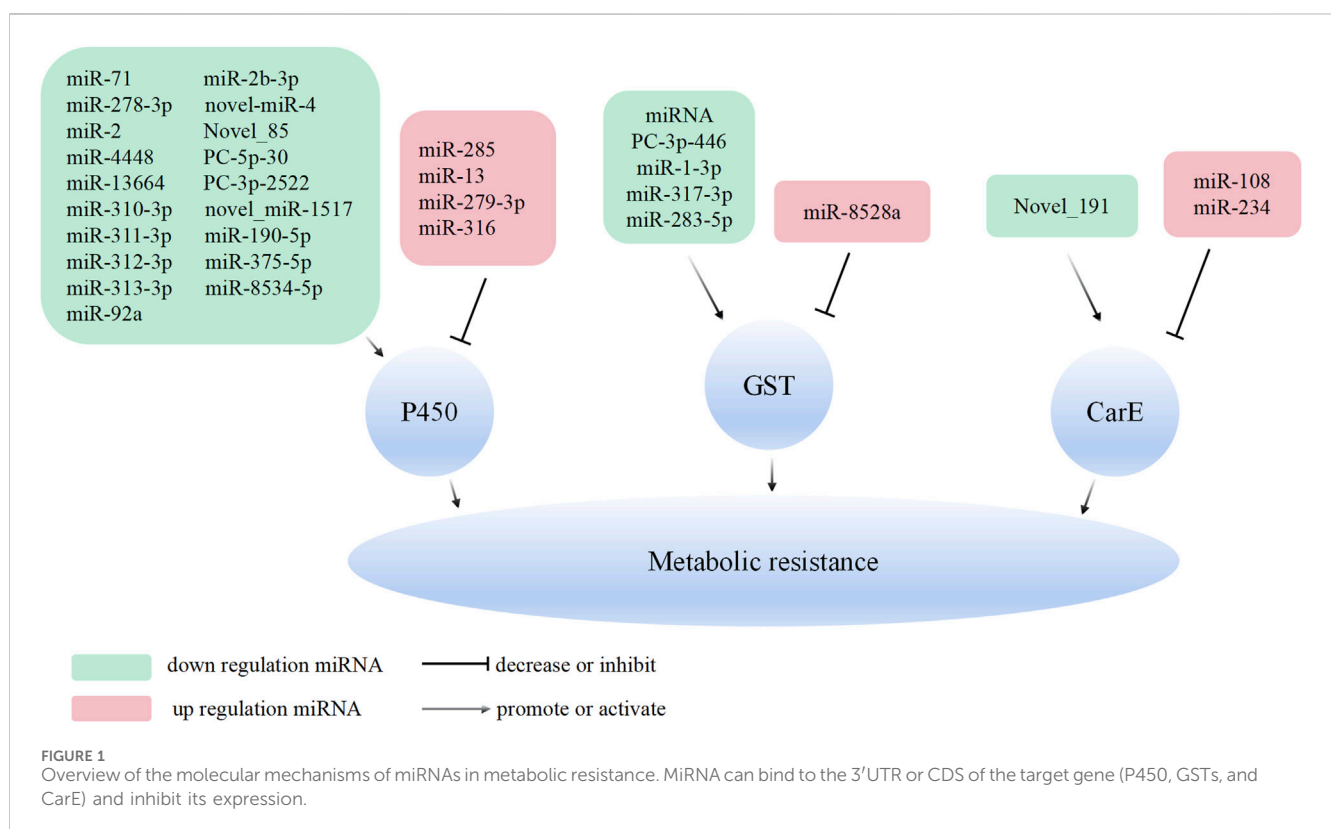 miR-71
miR-278-3p
miR-2
miR-4448
miR-13664
miR-310-3p
miR-311-3p
miR-312-3p
miR-313-3p
miR-92a
miR-2b-3p
novel-miR-4
Novel_85
PC-5p-30
PC-3p-2522
novel_miR-1517
miR-190-5p
miR-375-5p
miR-8534-5p
miR-285
miR-13
miR-279-3p
miR-316
miRNA
PC-3p-446
miR-1-3p
miR-317-3p
miR-283-5p
miR-8528a
Novel_191
miR-108
miR-234
P450
GST
CarE
Metabolic resistance
down regulation miRNA
decrease or inhibit
up regulation miRNA
promote or activate
FIGURE 1
Overview of the molecular mechanisms of miRNAs in metabolic resistance. MiRNA can bind to the 3′UTR or CDS of the target gene (P450, GSTs, and
CarE) and inhibit its expression.